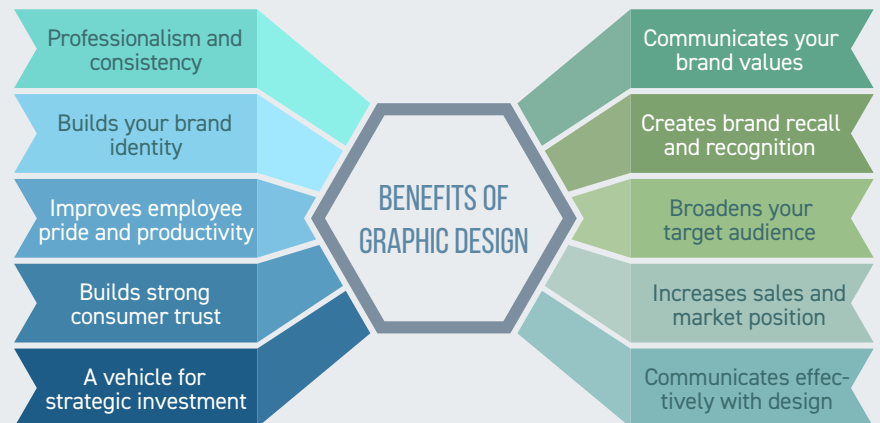 Professionalism and
consistency
Builds your brand
identity
Improves employee
pride and productivity
Builds strong
consumer trust
A vehicle for
strategic investment
BENEFITS OF
GRAPHIC DESIGN
Communicates your
brand values
Creates brand recall
and recognition
Broadens your
target audience
Increases sales and
market position
Communicates effec-
tively with design